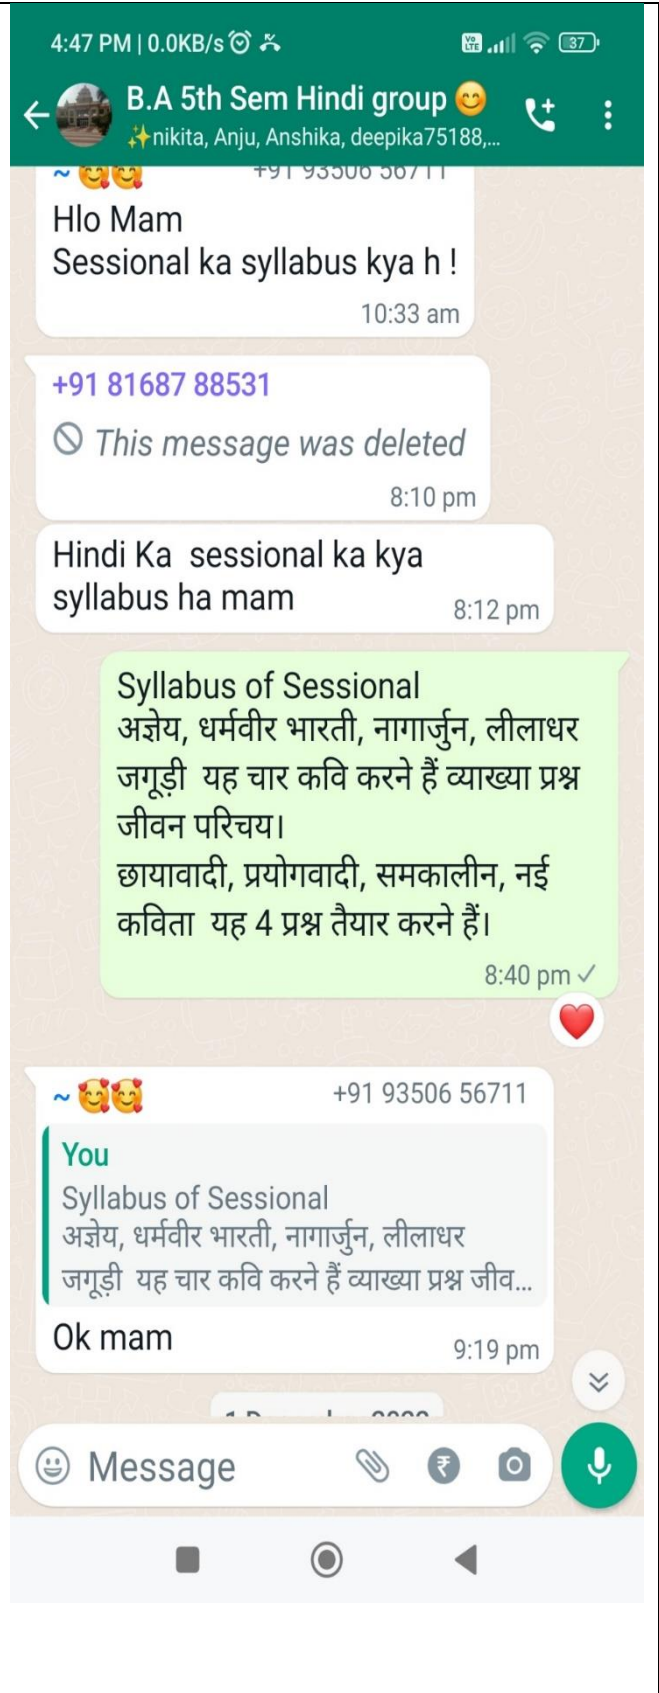 4:47 PM | 0.0KB/s
Vo LTE
37
B.A 5th Sem Hindi group 😊
✨nikita, Anju, Anshika, deepika75188,...
~ 🥰🥰 +91 93506 56711
Hlo Mam
Sessional ka syllabus kya h !
10:33 am
+91 81687 88531
This message was deleted
8:10 pm
Hindi Ka sessional ka kya
syllabus ha mam
8:12 pm
Syllabus of Sessional
अज्ञेय, धर्मवीर भारती, नागार्जुन, लीलाधर
जगूड़ी यह चार कवि करने हैं व्याख्या प्रश्न
जीवन परिचय।
छायावादी, प्रयोगवादी, समकालीन, नई
कविता यह 4 प्रश्न तैयार करने हैं।
8:40 pm ✓
❤️
~ 🥰🥰 +91 93506 56711
You
Syllabus of Sessional
अज्ञेय, धर्मवीर भारती, नागार्जुन, लीलाधर
जगूड़ी यह चार कवि करने हैं व्याख्या प्रश्न जीव...
Ok mam
9:19 pm
Message
₹